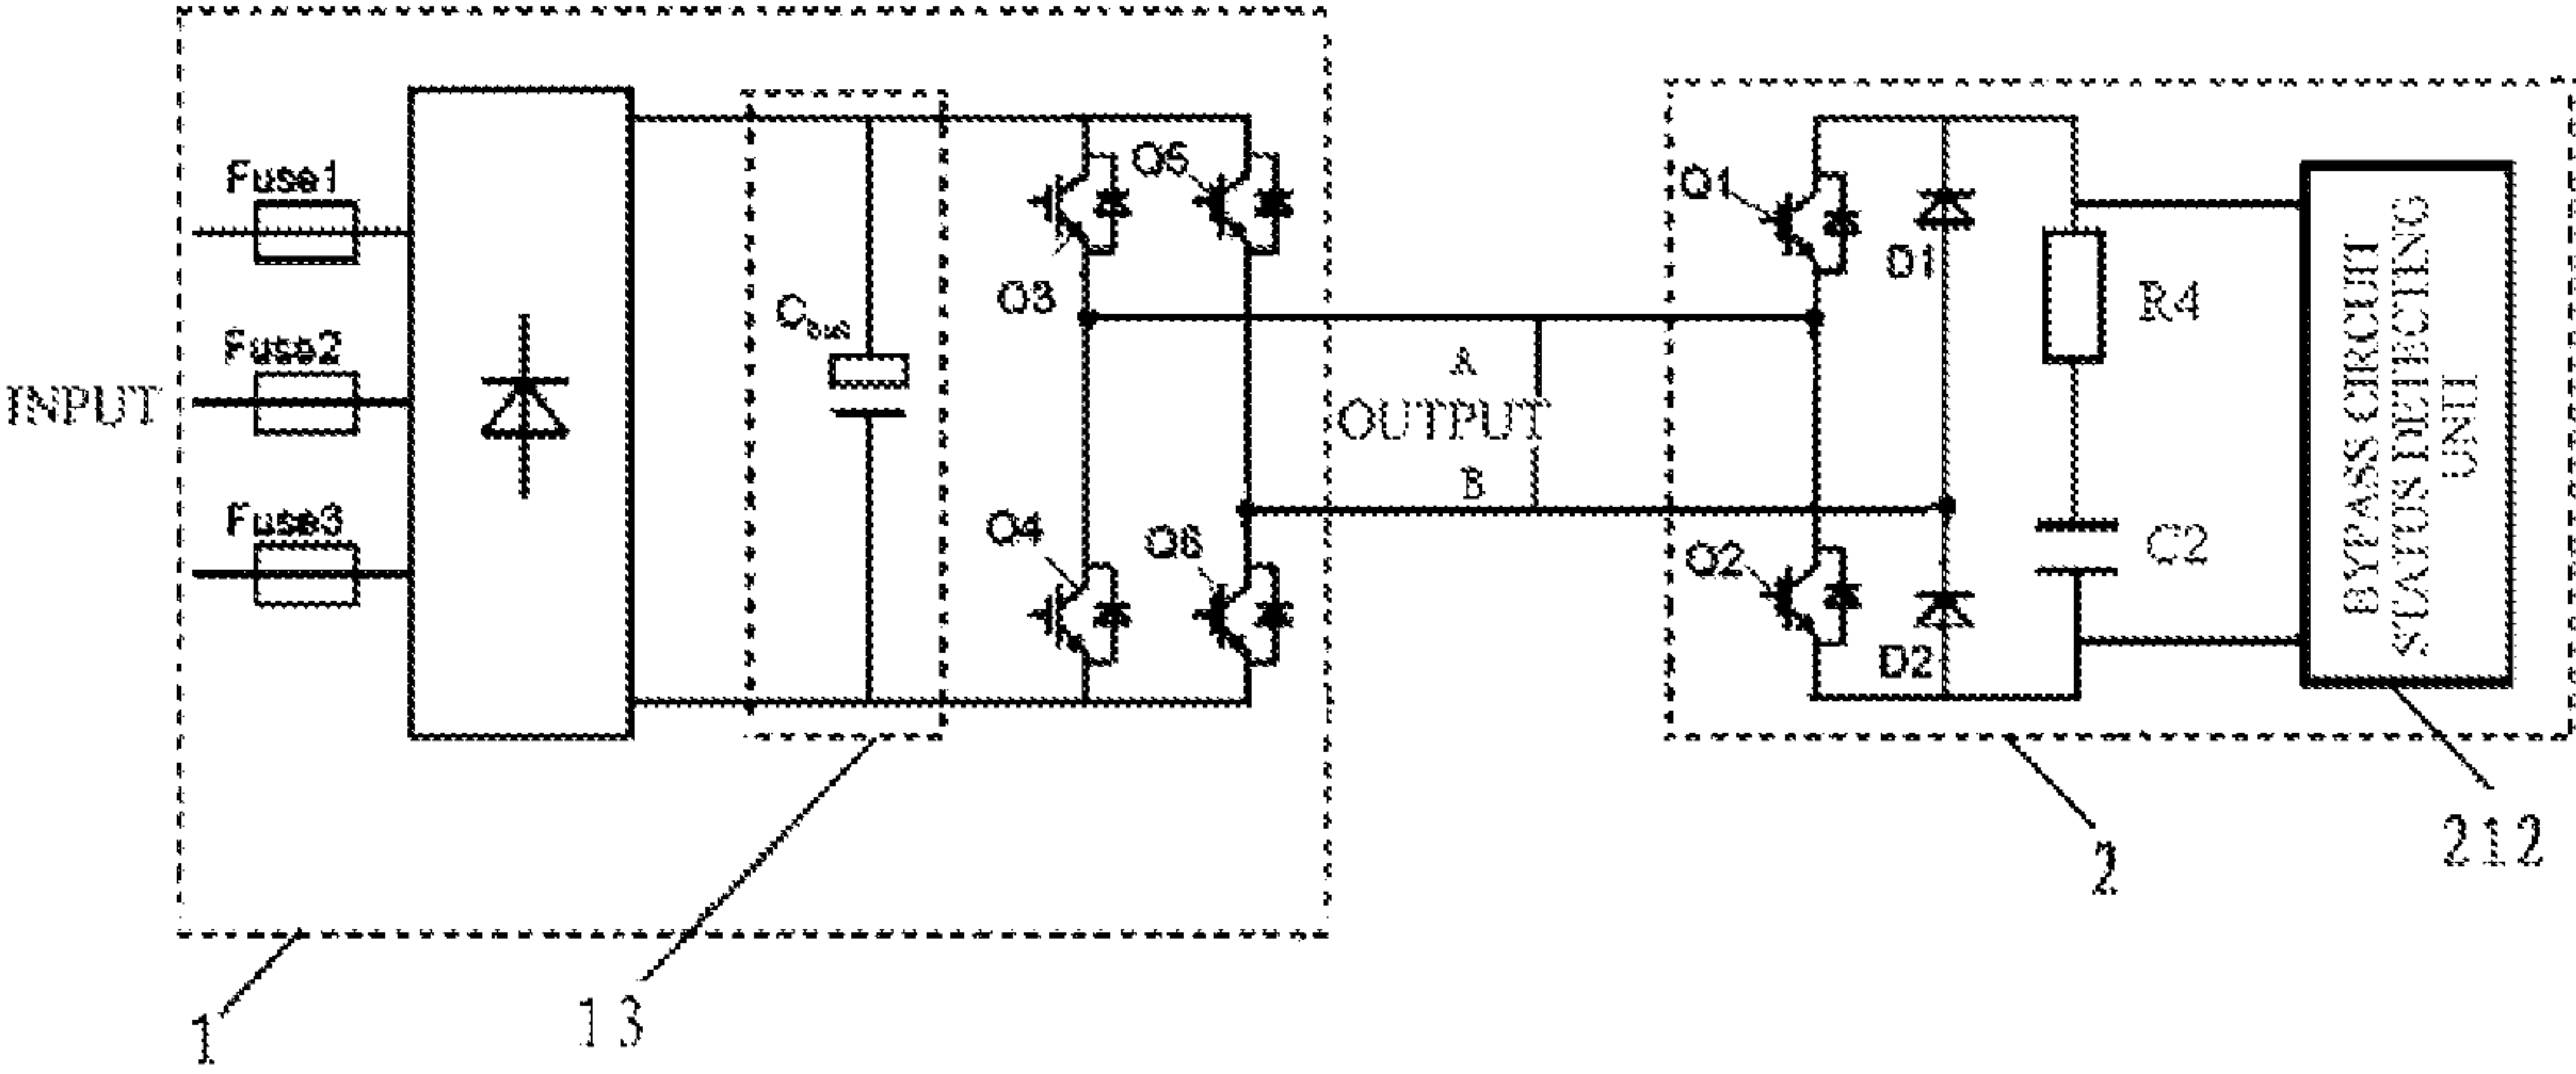 INPUT
Fuse1
Fuse2
Fuse3
Cbus
Q3
Q5
Q4
Q6
A
OUTPUT
B
Q1
D1
R4
Q2
D2
C2
BYPASS CIRCUIT
STATUS DETECTING
UNIT
1
13
2
212